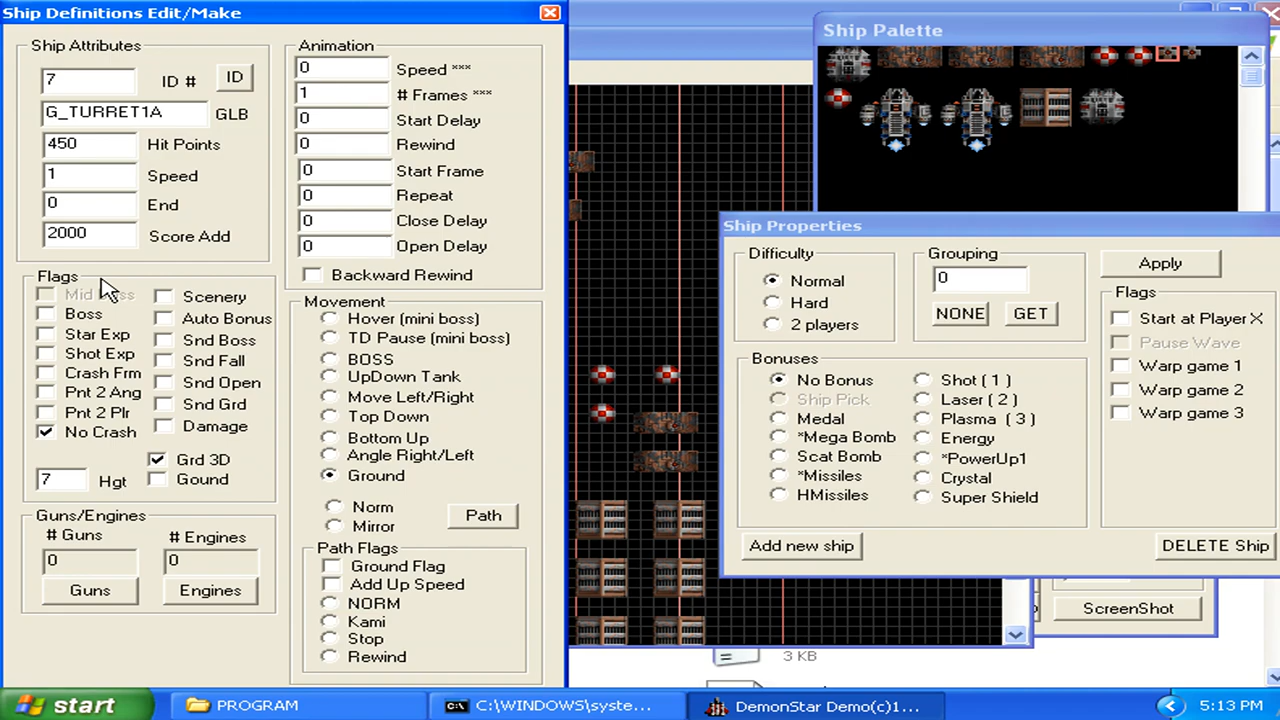 Ship Definitions Edit/Make
Ship Attributes
7 ID # ID
G_TURRET1A GLB
450 Hit Points
1 Speed
0 End
2000 Score Add
Flags
Boss
Star Exp
Shot Exp
Crash Frm
Pnt 2 Ang
Pnt 2 Plr
No Crash
Scenery
Auto Bonus
Snd Boss
Snd Fall
Snd Open
Snd Grd
Damage
Grd 3D
Gound
7 Hgt
Guns/Engines
# Guns # Engines
0 0
Guns Engines
Animation
0 Speed ***
1 # Frames ***
0 Start Delay
0 Rewind
0 Start Frame
0 Repeat
0 Close Delay
0 Open Delay
Backward Rewind
Movement
Hover (mini boss)
TD Pause (mini boss)
BOSS
UpDown Tank
Move Left/Right
Top Down
Bottom Up
Angle Right/Left
Ground
Norm
Mirror
Path
Path Flags
Ground Flag
Add Up Speed
NORM
Kami
Stop
Rewind
Ship Palette
Ship Properties
Difficulty
Normal
Hard
2 players
Grouping
0
NONE GET
Apply
Flags
Start at Player X
Pause Wave
Warp game 1
Warp game 2
Warp game 3
Bonuses
No Bonus
Ship Pick
Medal
*Mega Bomb
Scat Bomb
*Missiles
HMissiles
Shot ( 1 )
Laser ( 2 )
Plasma ( 3 )
Energy
*PowerUp1
Crystal
Super Shield
Add new ship
DELETE Ship
ScreenShot
3 KB
start
PROGRAM
C:\WINDOWS\syste...
DemonStar Demo(c)1...
5:13 PM